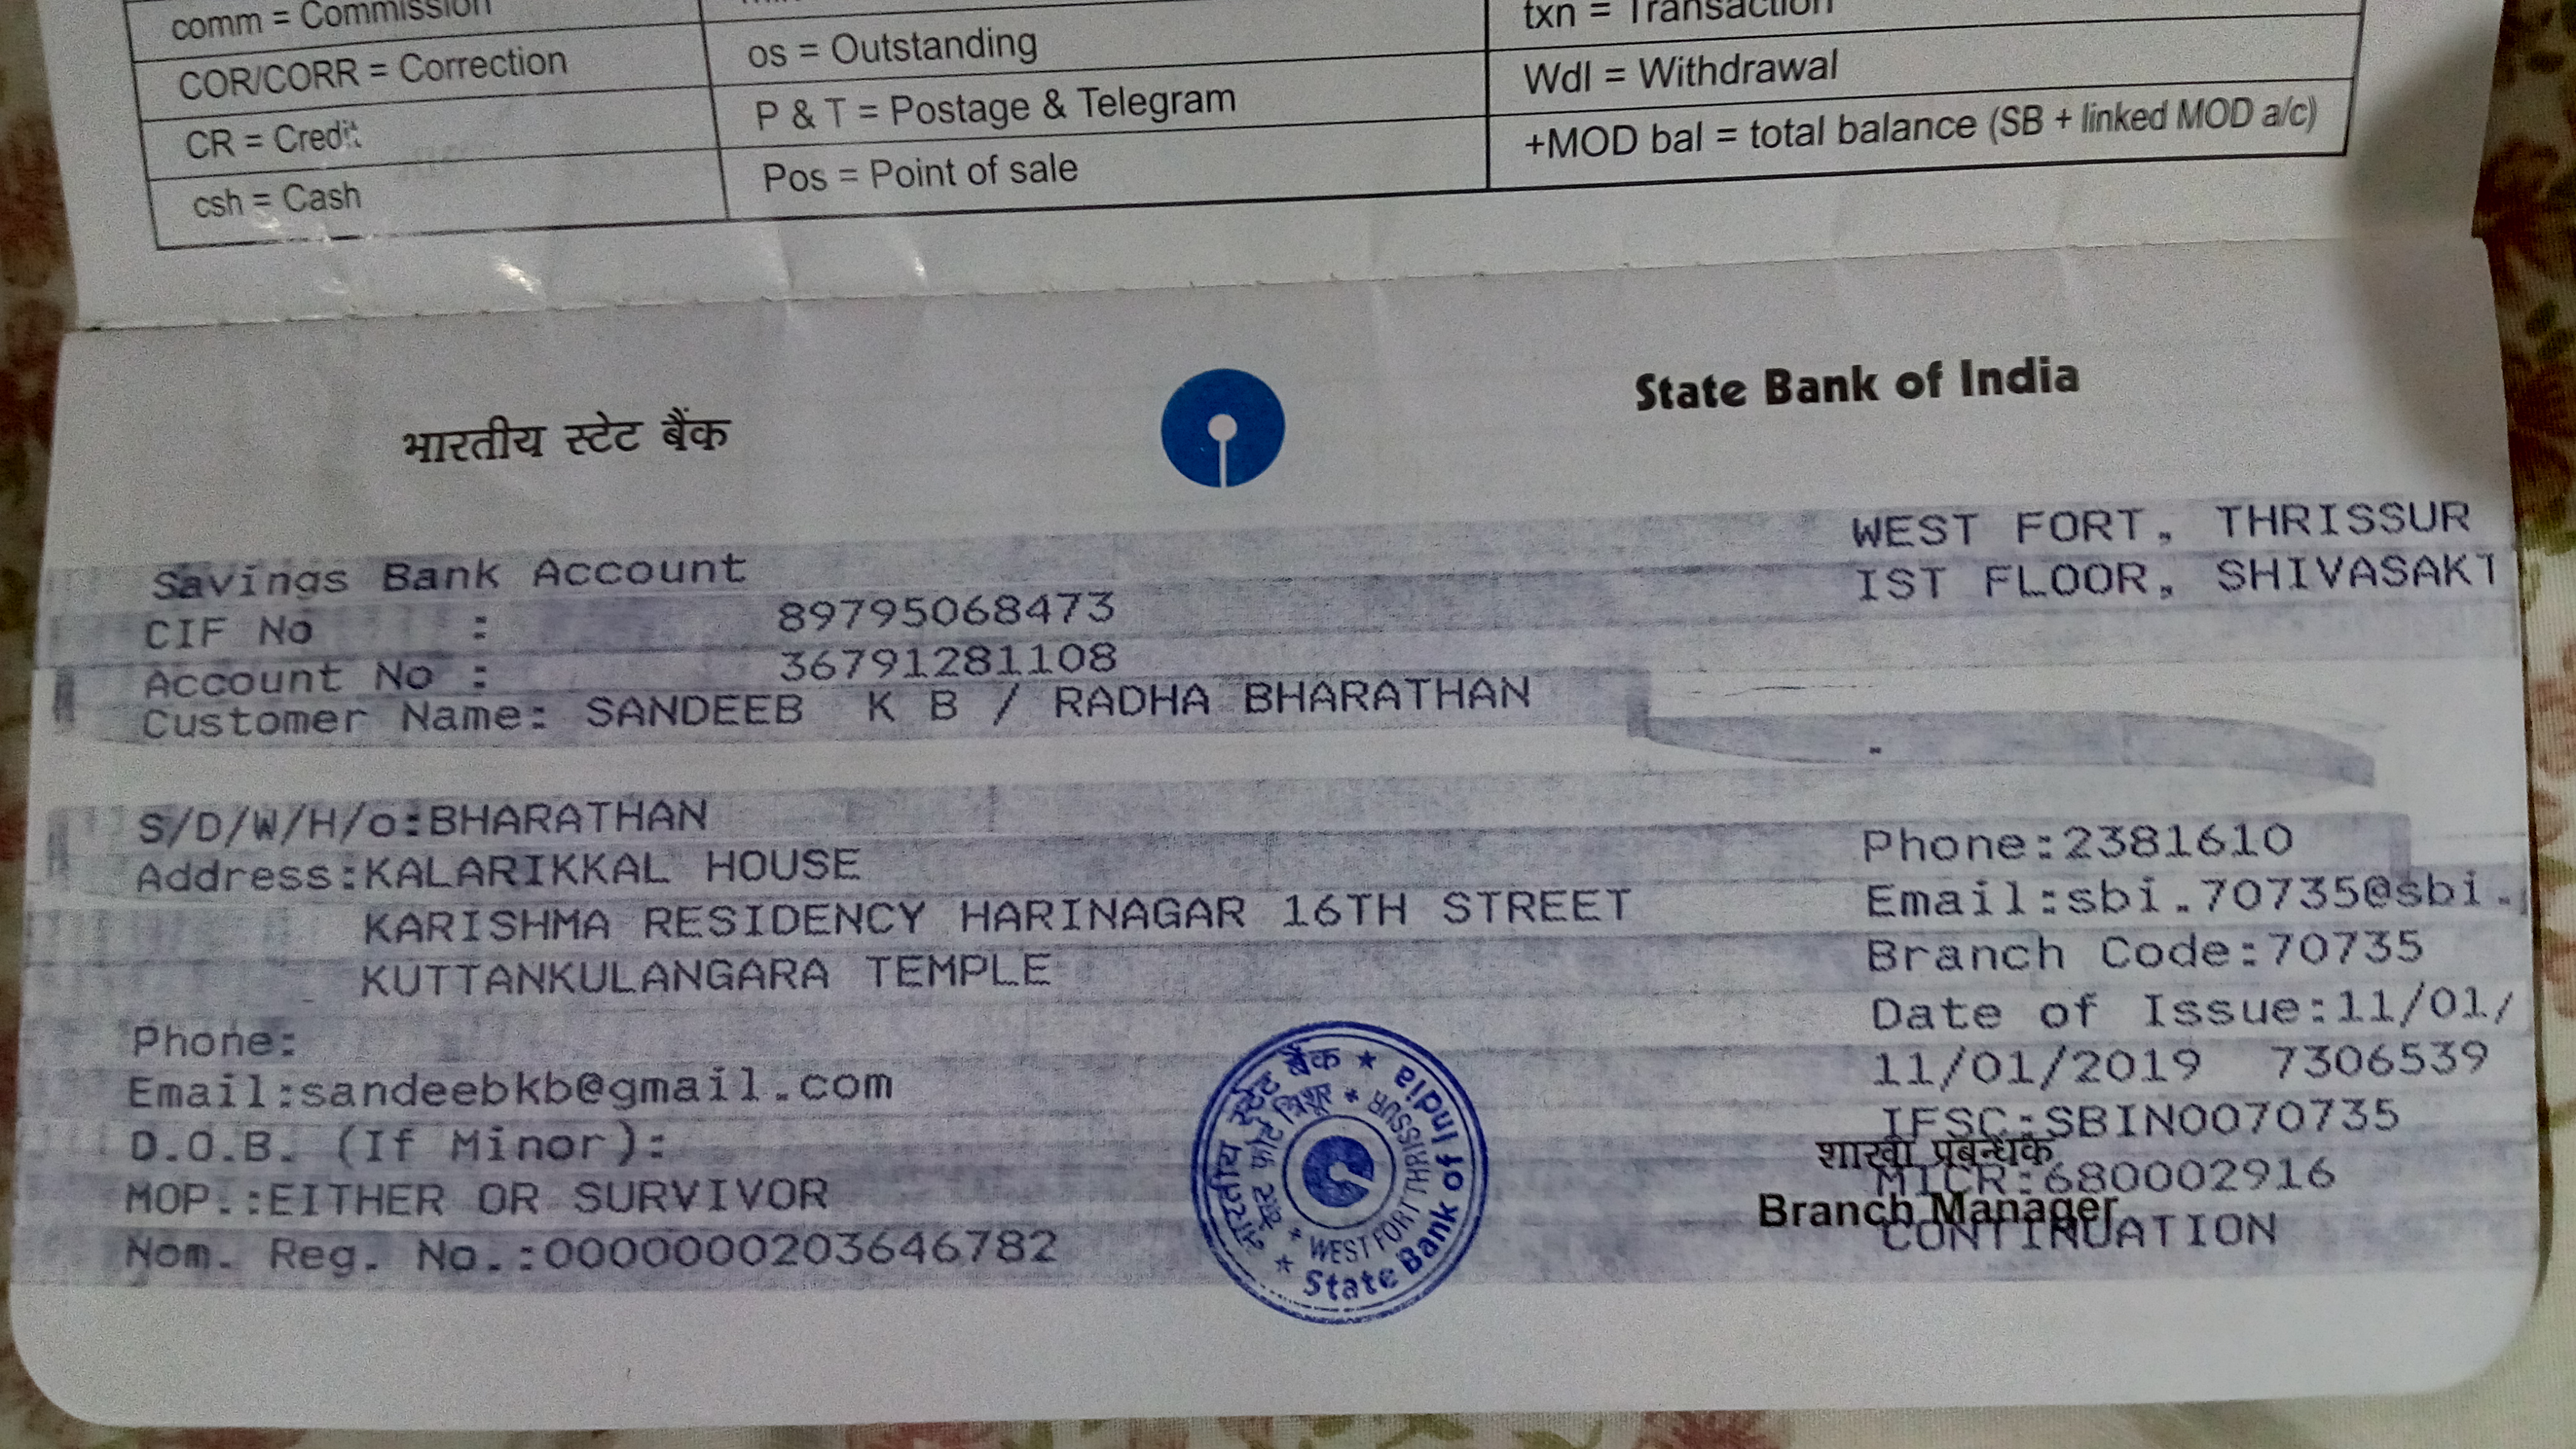 comm = Commission
COR/CORR = Correction
CR = Credit
csh = Cash
os = Outstanding
P & T = Postage & Telegram
Pos = Point of sale
txn = Transaction
Wdl = Withdrawal
+MOD bal = total balance (SB + linked MOD a/c)
भारतीय स्टेट बैंक
State Bank of India
WEST FORT, THRISSUR
IST FLOOR, SHIVASAKT
Savings Bank Account
CIF No : 89795068473
Account No : 36791281108
Customer Name: SANDEEB K B / RADHA BHARATHAN
S/D/W/H/o:BHARATHAN
Address:KALARIKKAL HOUSE
KARISHMA RESIDENCY HARINAGAR 16TH STREET
KUTTANKULANGARA TEMPLE
Phone:
Email:sandeebkb@gmail.com
D.O.B. (If Minor):
MOP.:EITHER OR SURVIVOR
Nom. Reg. No.:0000000203646782
Phone:2381610
Email:sbi.70735@sbi.
Branch Code:70735
Date of Issue:11/01/
11/01/2019 7306539
IFSC:SBIN0070735
शाखा प्रबन्धक
MICR:680002916
Branch Manager
CONTINUATION
भारतीय स्टेट बैंक
State Bank of India
वेस्ट फोर्ट त्रिशूर
WEST FORT THRISSUR